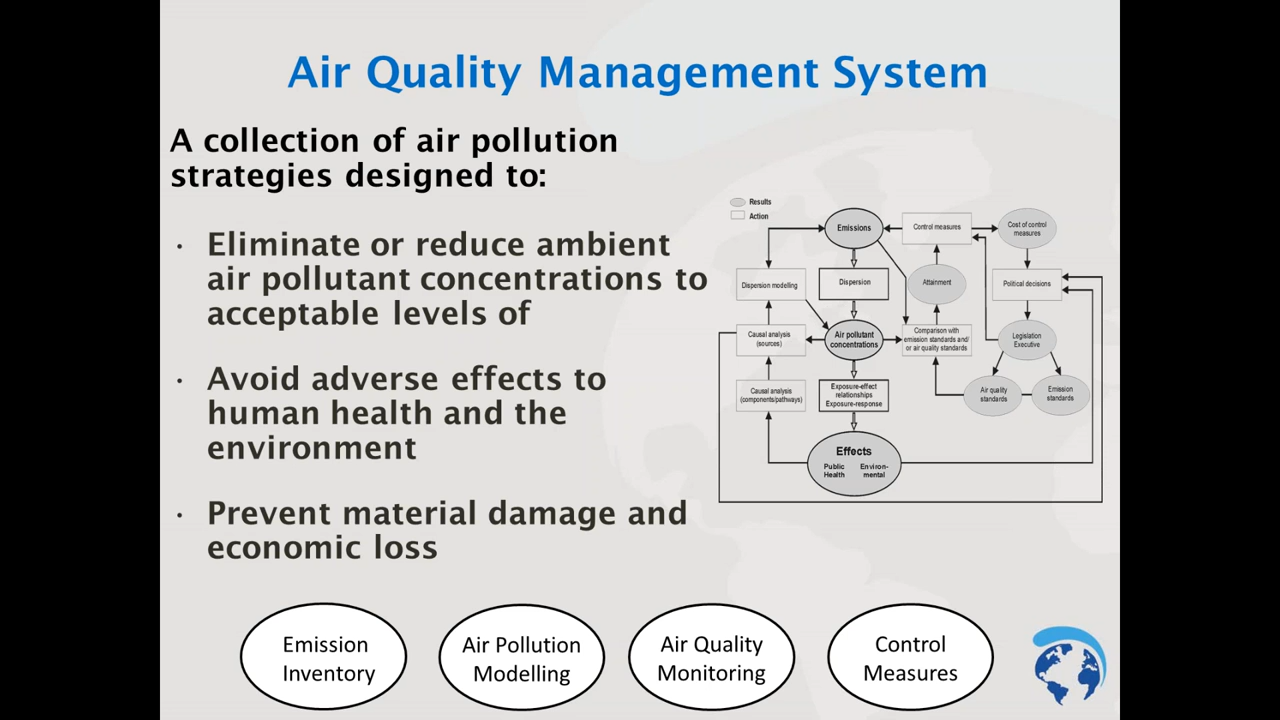 Air Quality Management System
A collection of air pollution
strategies designed to:
· Eliminate or reduce ambient
air pollutant concentrations to
acceptable levels of
· Avoid adverse effects to
human health and the
environment
· Prevent material damage and
economic loss
Results
Action
Emissions
Control measures
Cost of control
measures
Dispersion modelling
Dispersion
Attainment
Political decisions
Causal analysis
(sources)
Air pollutant
concentrations
Comparison with
emission standards and/
or air quality standards
Legislation
Executive
Causal analysis
(components/pathways)
Exposure-effect
relationships
Exposure-response
Air quality
standards
Emission
standards
Effects
Public
Health
Environ-
mental
Emission
Inventory
Air Pollution
Modelling
Air Quality
Monitoring
Control
Measures